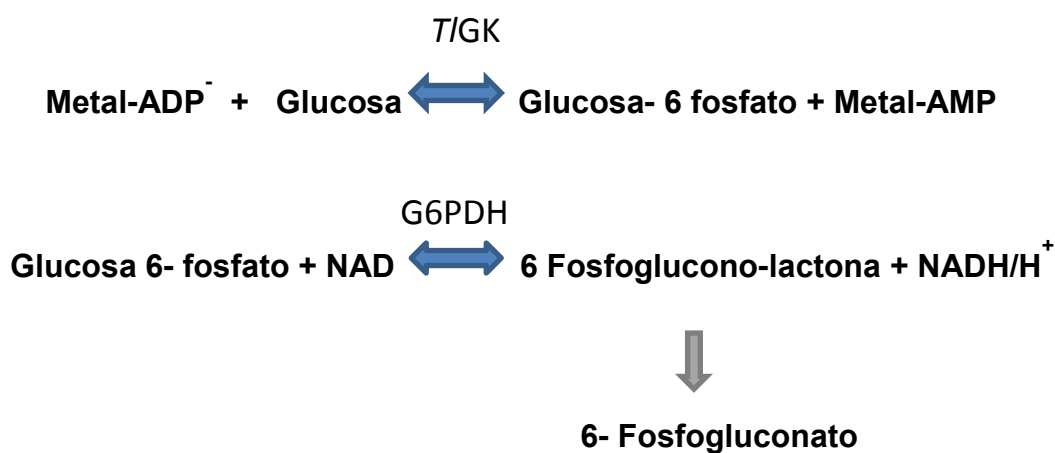 TlGK
Metal-ADP⁻ + Glucosa Glucosa- 6 fosfato + Metal-AMP
G6PDH
Glucosa 6- fosfato + NAD 6 Fosfoglucono-lactona + NADH/H⁺
6- Fosfogluconato